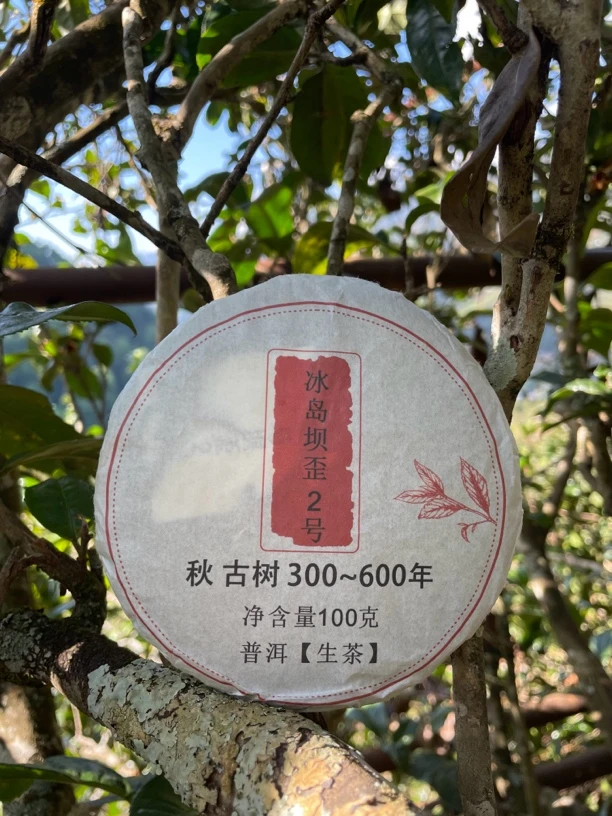 冰岛坝歪2号
秋 古树 300~600年
净含量100克
普洱【生茶】